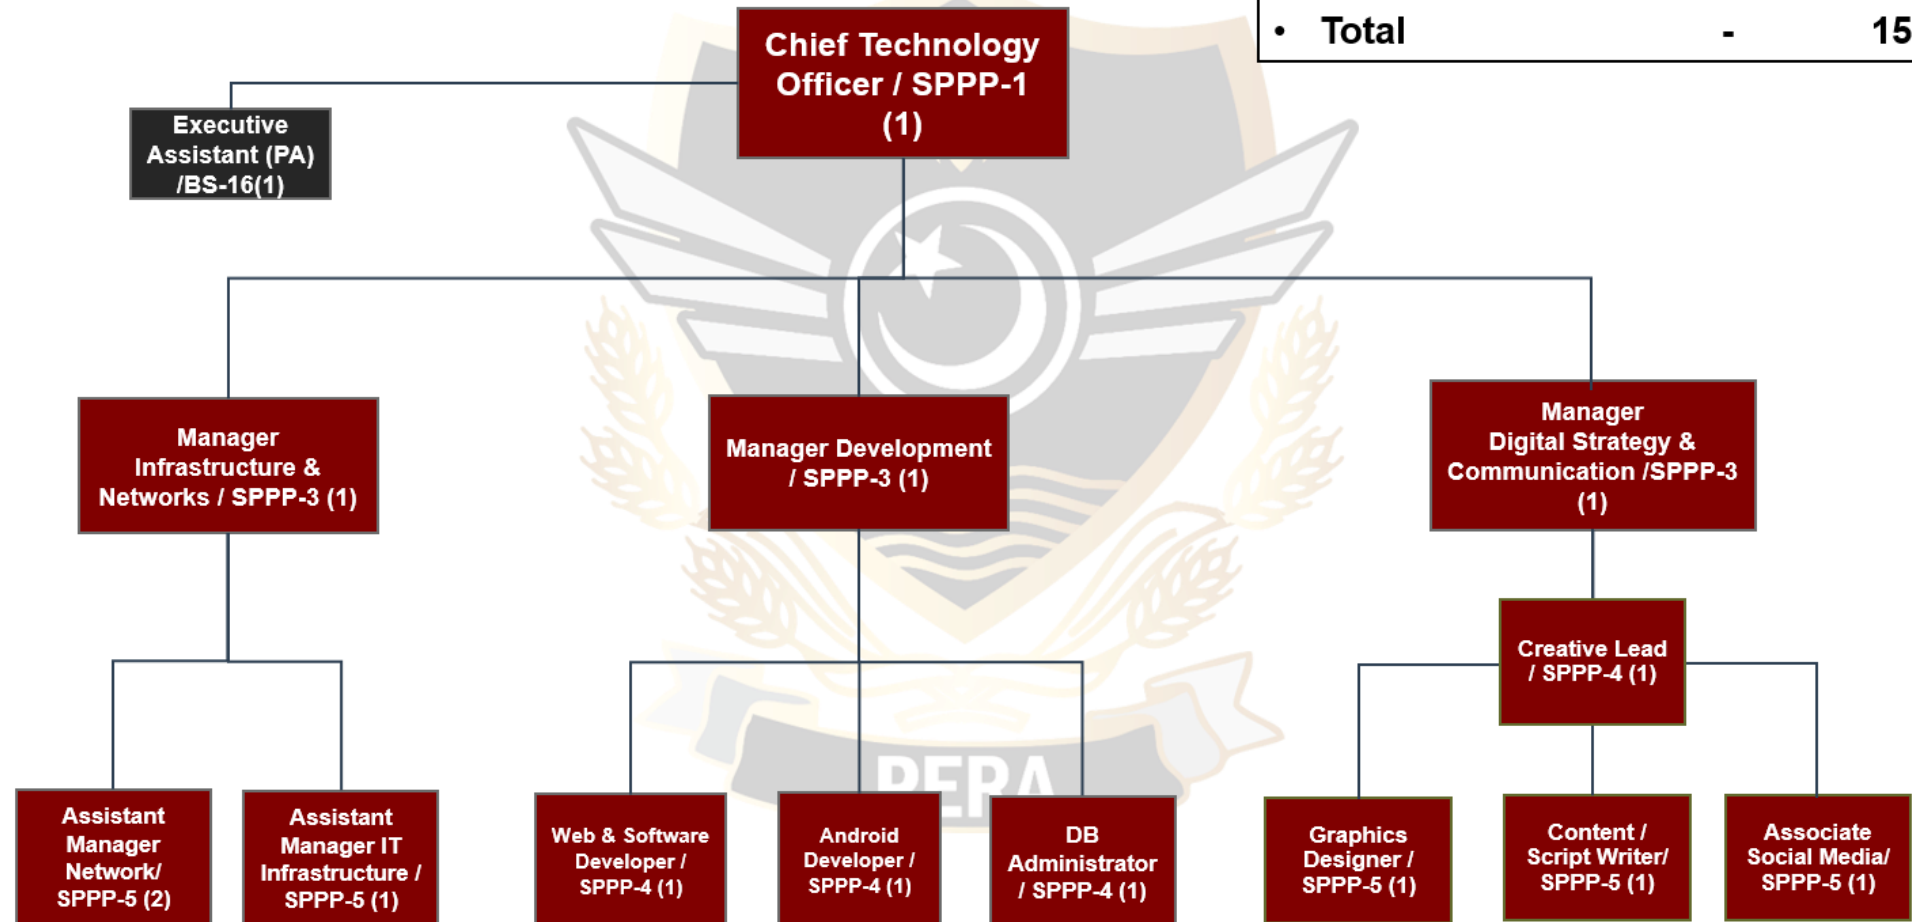 • Total - 15
Chief Technology
Officer / SPPP-1
(1)
Executive
Assistant (PA)
/BS-16(1)
Manager
Infrastructure &
Networks / SPPP-3 (1)
Manager Development
/ SPPP-3 (1)
Manager
Digital Strategy &
Communication /SPPP-3
(1)
Creative Lead
/ SPPP-4 (1)
Assistant
Manager
Network/
SPPP-5 (2)
Assistant
Manager IT
Infrastructure /
SPPP-5 (1)
Web & Software
Developer /
SPPP-4 (1)
Android
Developer /
SPPP-4 (1)
DB
Administrator
/ SPPP-4 (1)
Graphics
Designer /
SPPP-5 (1)
Content /
Script Writer/
SPPP-5 (1)
Associate
Social Media/
SPPP-5 (1)
PERA